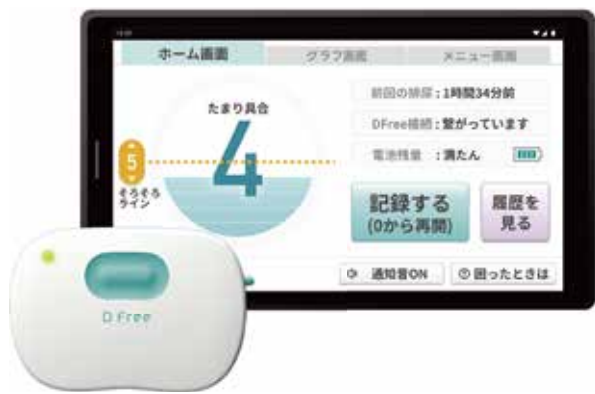 ホーム画面
グラフ画面
メニュー画面
たまり具合
4
5
そろそろ
ライン
前回の排尿：1時間34分前
DFree接続：繋がっています
電池残量：満たん
記録する
(0から再開)
履歴を
見る
通知音ON
困ったときは
D Free